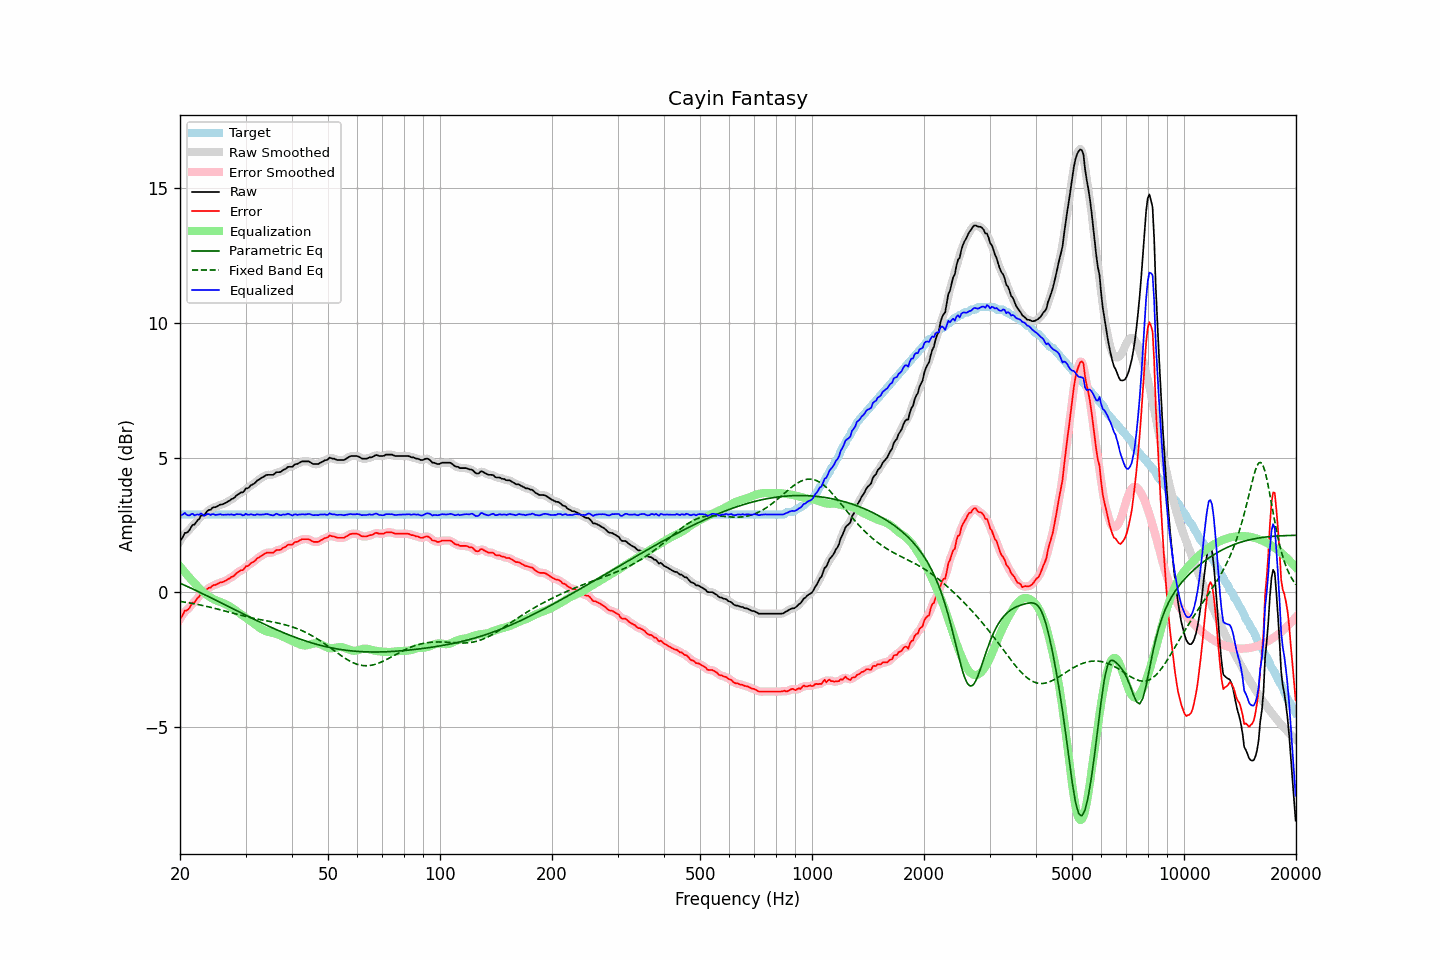 Cayin Fantasy
Target
Raw Smoothed
Error Smoothed
Raw
Error
Equalization
Parametric Eq
Fixed Band Eq
Equalized
Amplitude (dBr)
15
10
5
0
−5
20
50
100
200
500
1000
2000
5000
10000
20000
Frequency (Hz)